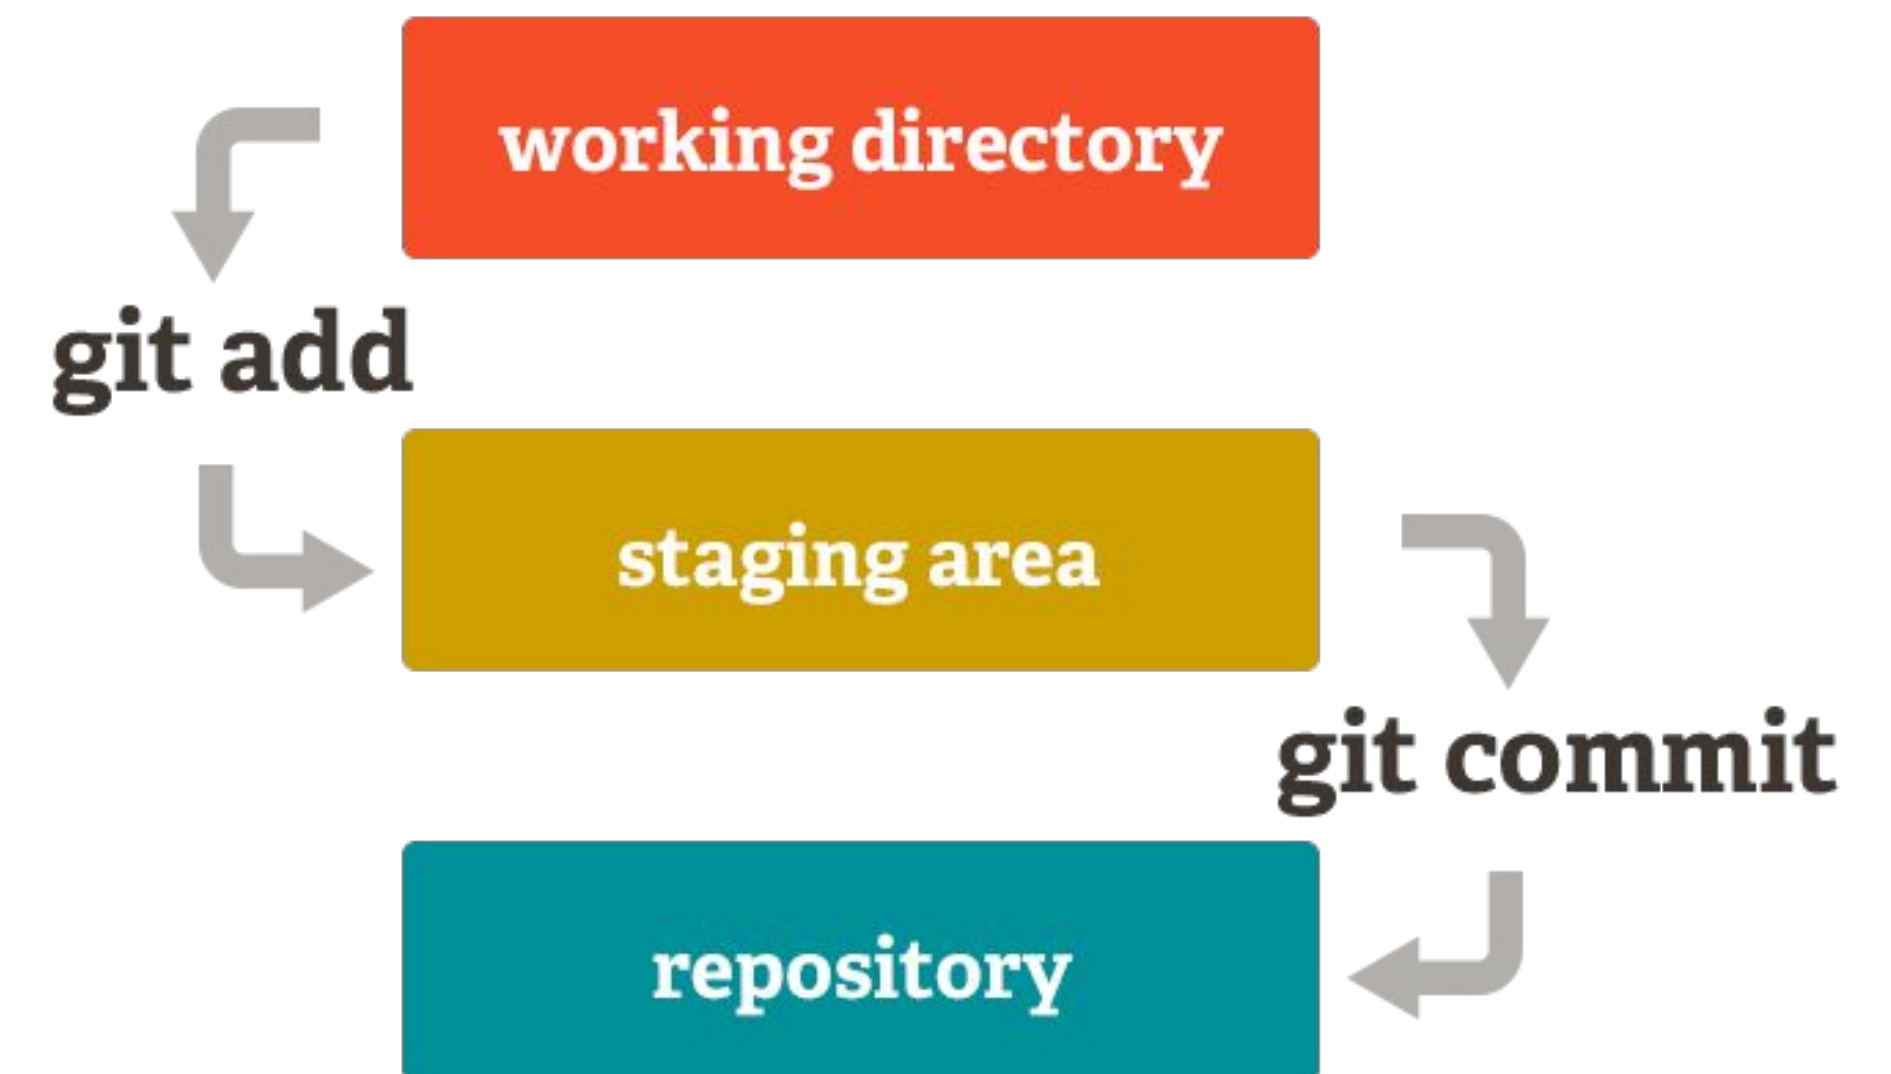 working directory
git add
staging area
git commit
repository